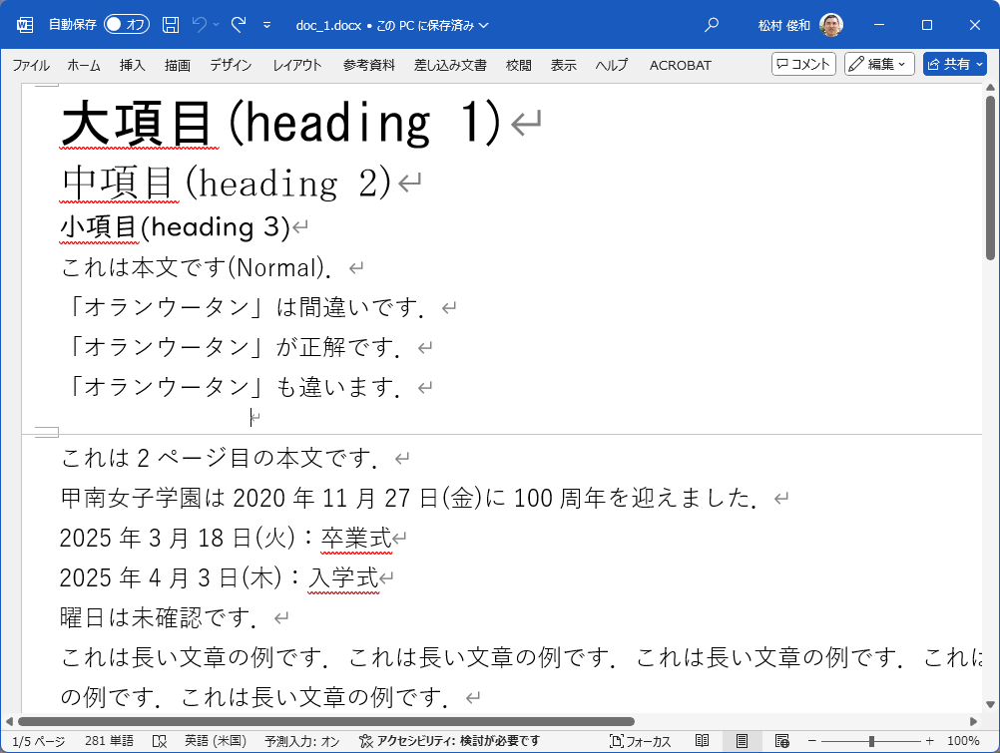 自動保存 オフ doc_1.docx • この PC に保存済み 松村 俊和
ファイル ホーム 挿入 描画 デザイン レイアウト 参考資料 差し込み文書 校閲 表示 ヘルプ ACROBAT コメント 編集 共有
大項目(heading 1)↵
中項目(heading 2)↵
小項目(heading 3)↵
これは本文です(Normal)．↵
「オランウータン」は間違いです．↵
「オランウータン」が正解です．↵
「オランウータン」も違います．↵
↵
これは 2 ページ目の本文です．↵
甲南女子学園は 2020 年 11 月 27 日(金)に 100 周年を迎えました．↵
2025 年 3 月 18 日(火)：卒業式↵
2025 年 4 月 3 日(木)：入学式↵
曜日は未確認です．↵
これは長い文章の例です．これは長い文章の例です．これは長い文章の例です．これは
の例です．これは長い文章の例です．↵
1/5 ページ 281 単語 英語 (米国) 予測入力: オン アクセシビリティ: 検討が必要です フォーカス 100%